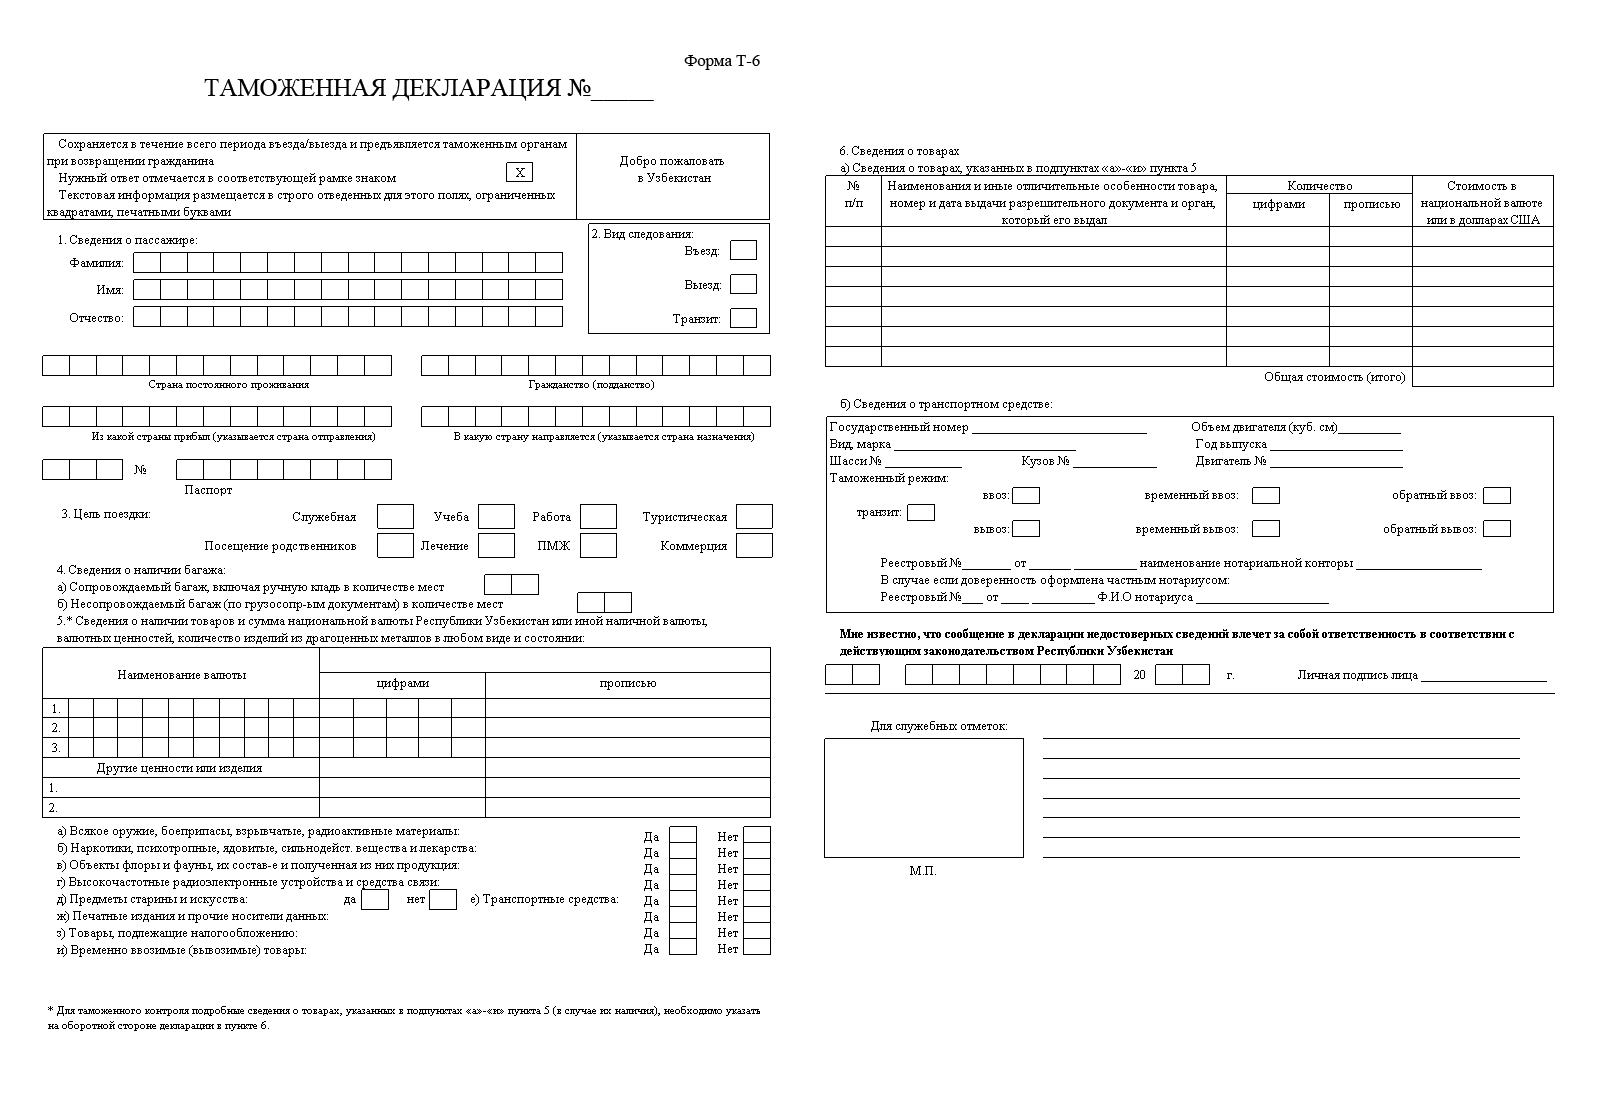 Форма Т-6
ТАМОЖЕННАЯ ДЕКЛАРАЦИЯ №_____
Сохраняется в течение всего периода въезда/выезда и предъявляется таможенным органам
при возвращении гражданина
Нужный ответ отмечается в соответствующей рамке знаком X
Текстовая информация размещается в строго отведенных для этого полях, ограниченных
квадратами, печатными буквами
Добро пожаловать
в Узбекистан
1. Сведения о пассажире:
Фамилия:
Имя:
Отчество:
2. Вид следования:
Въезд:
Выезд:
Транзит:
Страна постоянного проживания
Гражданство (подданство)
Из какой страны прибыл (указывается страна отправления)
В какую страну направляется (указывается страна назначения)
№
Паспорт
3. Цель поездки: Служебная Учеба Работа Туристическая
Посещение родственников Лечение ПМЖ Коммерция
4. Сведения о наличии багажа:
а) Сопровождаемый багаж, включая ручную кладь в количестве мест
б) Несопровождаемый багаж (по грузосопр-ым документам) в количестве мест
5.* Сведения о наличии товаров и сумма национальной валюты Республики Узбекистан или иной наличной валюты,
валютных ценностей, количество изделий из драгоценных металлов в любом виде и состоянии:
Наименование валюты
цифрами прописью
1.
2.
3.
Другие ценности или изделия
1.
2.
а) Всякое оружие, боеприпасы, взрывчатые, радиоактивные материалы: Да Нет
б) Наркотики, психотропные, ядовитые, сильнодейст. вещества и лекарства: Да Нет
в) Объекты флоры и фауны, их состав-е и полученная из них продукция: Да Нет
г) Высокочастотные радиоэлектронные устройства и средства связи: Да Нет
д) Предметы старины и искусства: да нет е) Транспортные средства: Да Нет
ж) Печатные издания и прочие носители данных: Да Нет
з) Товары, подлежащие налогообложению: Да Нет
и) Временно ввозимые (вывозимые) товары: Да Нет
* Для таможенного контроля подробные сведения о товарах, указанных в подпунктах «а»-«и» пункта 5 (в случае их наличия), необходимо указать
на оборотной стороне декларации в пункте 6.
6. Сведения о товарах
а) Сведения о товарах, указанных в подпунктах «а»-«и» пункта 5
№
п/п
Наименования и иные отличительные особенности товара,
номер и дата выдачи разрешительного документа и орган,
который его выдал
Количество
цифрами прописью
Стоимость в
национальной валюте
или в долларах США
Общая стоимость (итого)
б) Сведения о транспортном средстве:
Государственный номер _________________________ Объем двигателя (куб. см)_________
Вид, марка __________________________ Год выпуска ___________________
Шасси № ___________ Кузов № ____________ Двигатель № ___________________
Таможенный режим:
ввоз: временный ввоз: обратный ввоз:
транзит:
вывоз: временный вывоз: обратный вывоз:
Реестровый №_______ от ______ _________ наименование нотариальной конторы __________________
В случае если доверенность оформлена частным нотариусом:
Реестровый №___ от ____ _________ Ф.И.О нотариуса ___________________
Мне известно, что сообщение в декларации недостоверных сведений влечет за собой ответственность в соответствии с
действующим законодательством Республики Узбекистан
20 г. Личная подпись лица __________________
Для служебных отметок:
М.П.